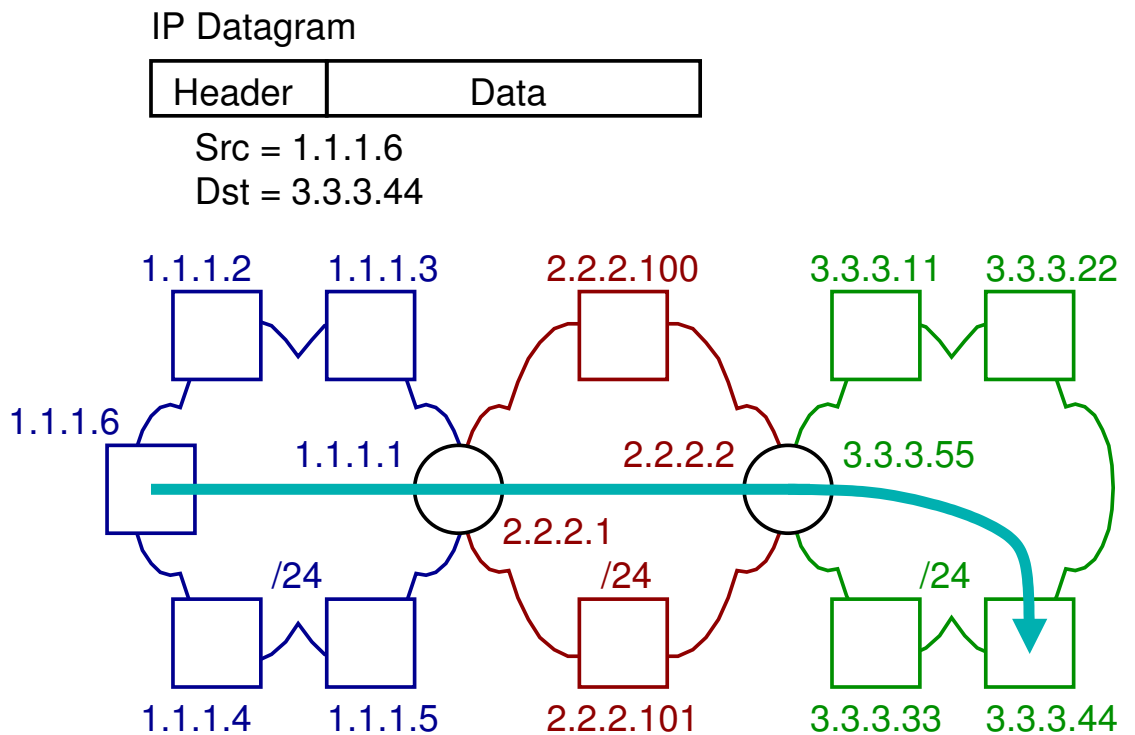 IP Datagram
Header Data
Src = 1.1.1.6
Dst = 3.3.3.44
1.1.1.2 1.1.1.3 2.2.2.100 3.3.3.11 3.3.3.22
1.1.1.6
1.1.1.1 2.2.2.2 3.3.3.55
2.2.2.1
/24 /24 /24
1.1.1.4 1.1.1.5 2.2.2.101 3.3.3.33 3.3.3.44